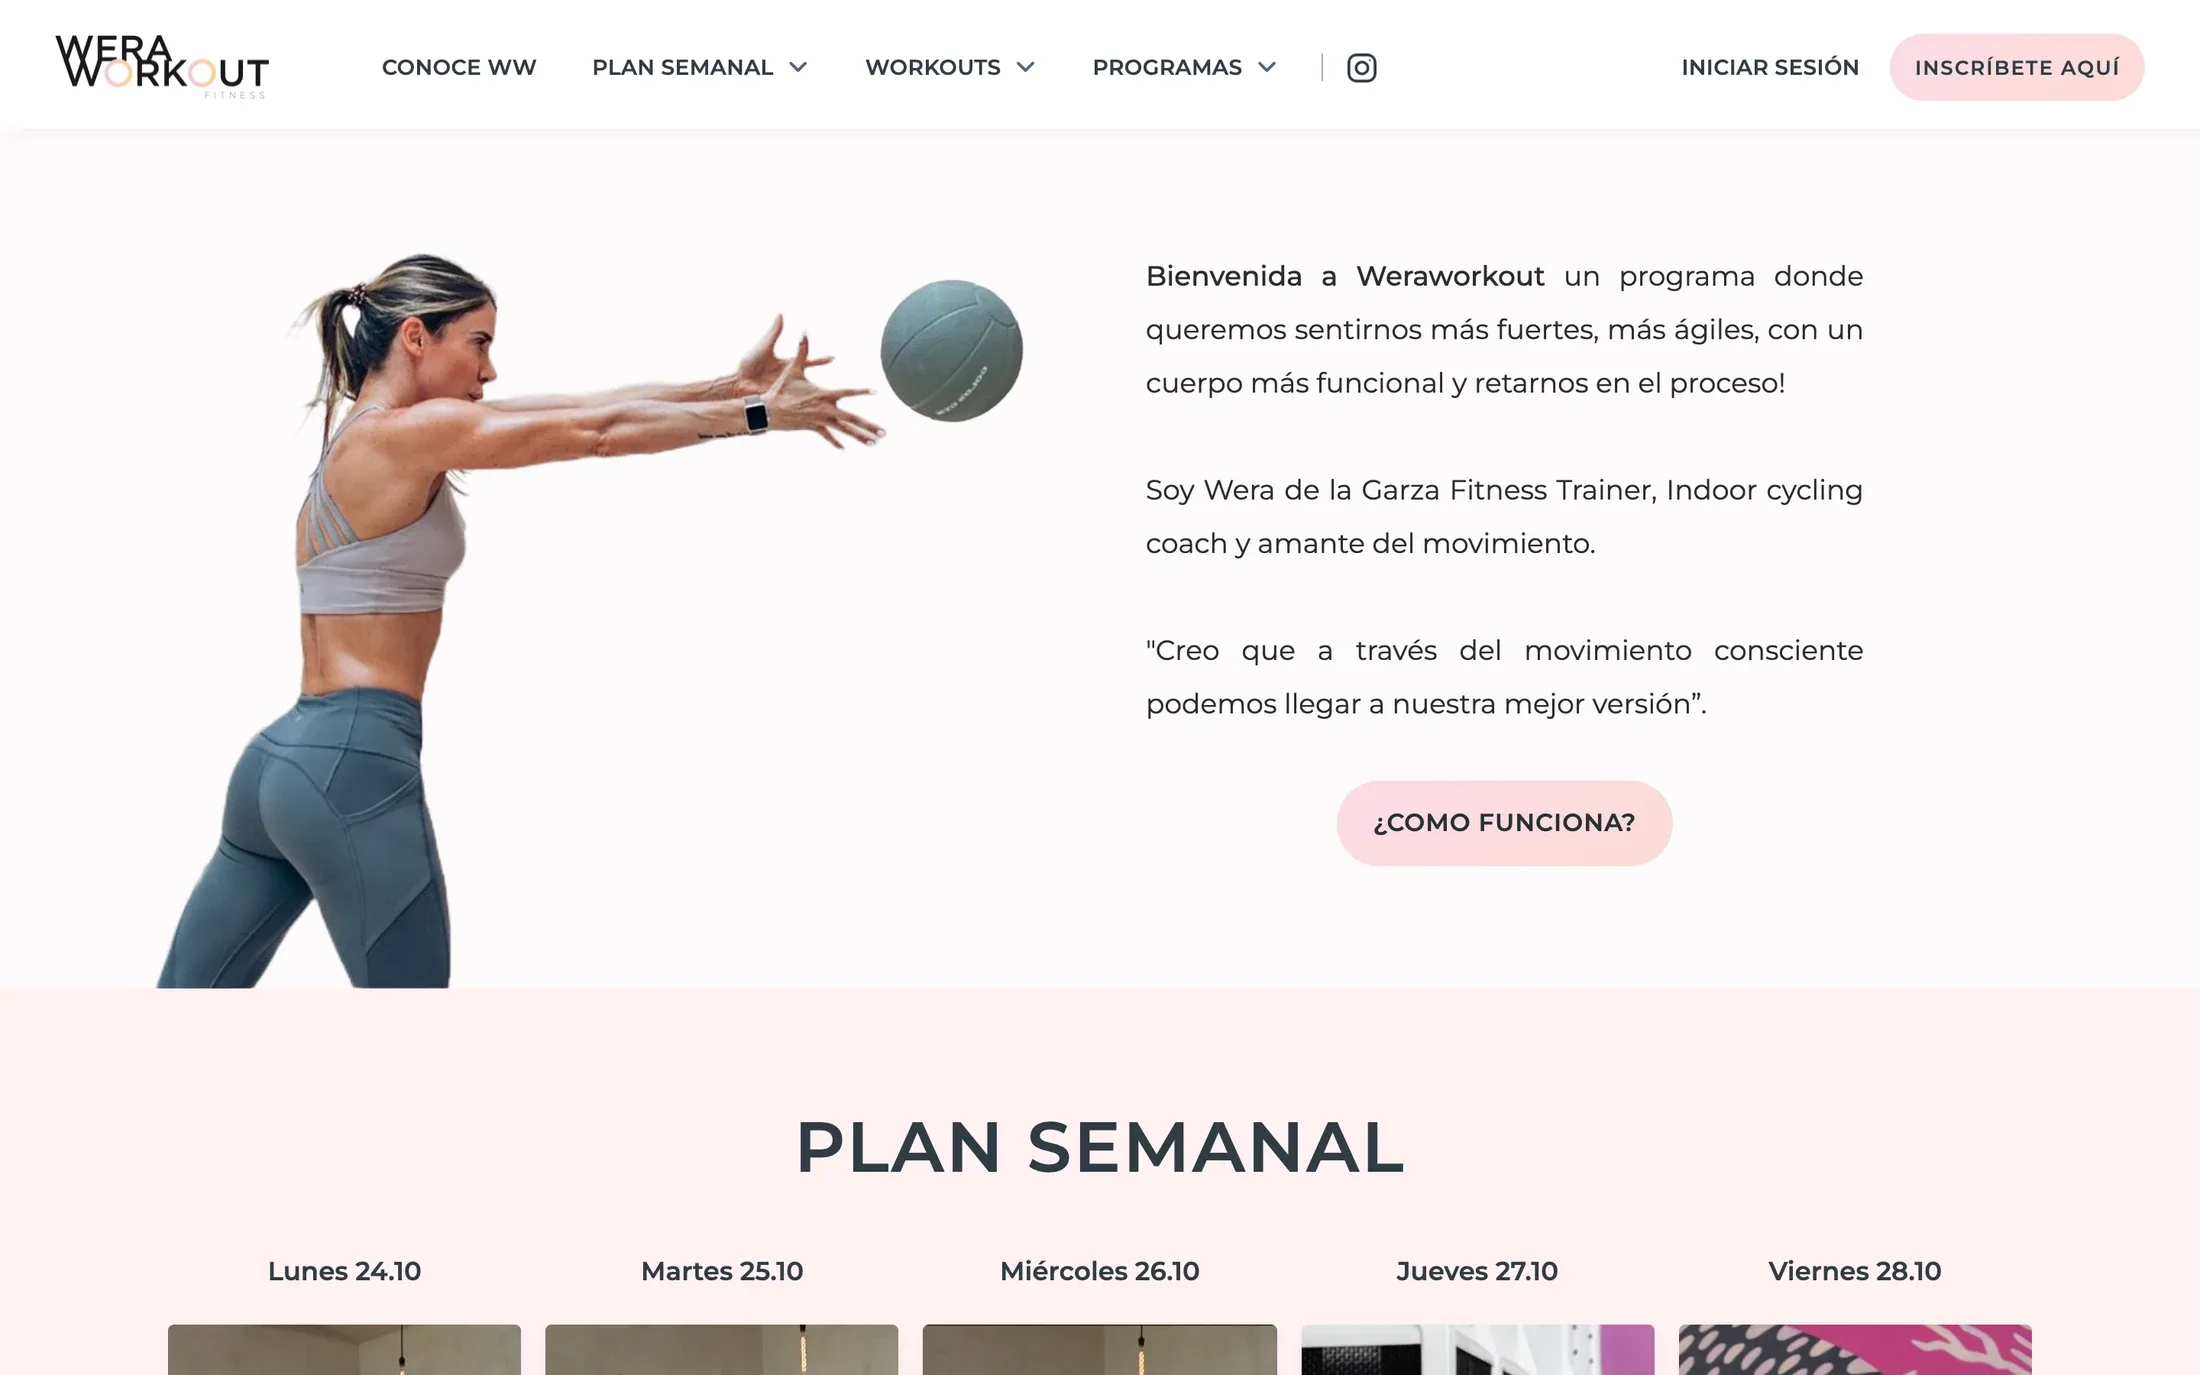 WERA
WORKOUT
FITNESS
CONOCE WW
PLAN SEMANAL
WORKOUTS
PROGRAMAS
INICIAR SESIÓN
INSCRÍBETE AQUÍ
Bienvenida a Weraworkout un programa donde
queremos sentirnos más fuertes, más ágiles, con un
cuerpo más funcional y retarnos en el proceso!
Soy Wera de la Garza Fitness Trainer, Indoor cycling
coach y amante del movimiento.
"Creo que a través del movimiento consciente
podemos llegar a nuestra mejor versión”.
¿COMO FUNCIONA?
PLAN SEMANAL
Lunes 24.10
Martes 25.10
Miércoles 26.10
Jueves 27.10
Viernes 28.10